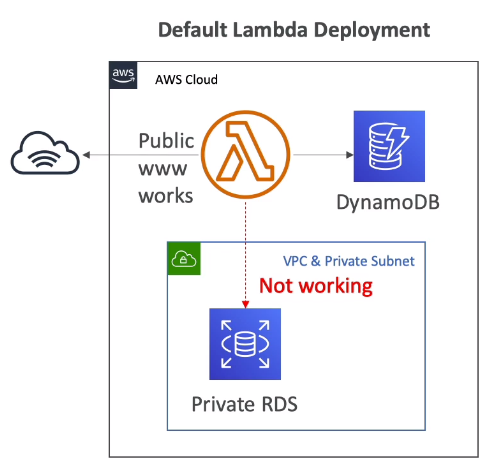 Default Lambda Deployment
aws
AWS Cloud
Public
www
works
DynamoDB
VPC & Private Subnet
Not working
Private RDS